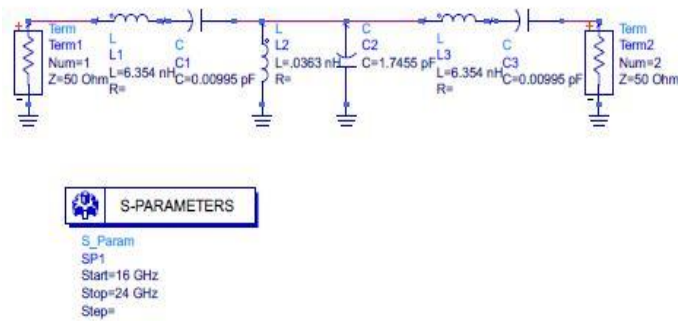 Term
Term1
Num=1
Z=50 Ohm
L
L1
L=6.354 nH
R=
C
C1
C=0.00995 pF
L
L2
L=.0363 nH
R=
C
C2
C=1.7455 pF
L
L3
L=6.354 nH
R=
C
C3
C=0.00995 pF
Term
Term2
Num=2
Z=50 Ohm
S-PARAMETERS
S_Param
SP1
Start=16 GHz
Stop=24 GHz
Step=